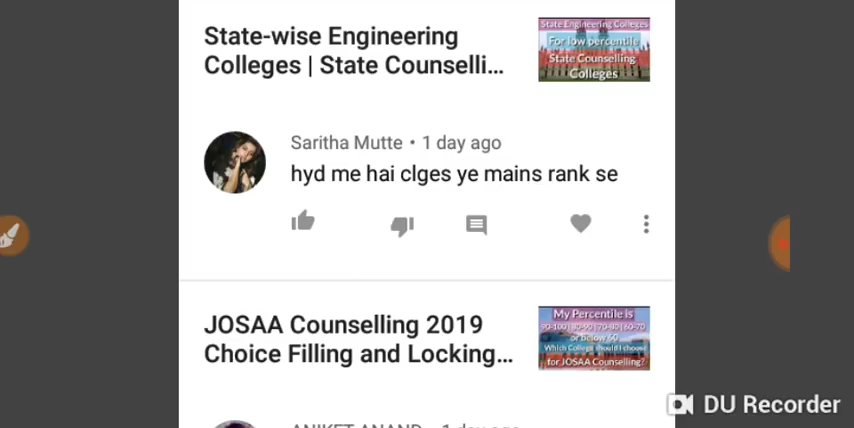 State-wise Engineering
Colleges | State Counselli...
State Engineering Colleges
For low percentile
State Counselling
Colleges
Saritha Mutte • 1 day ago
hyd me hai clges ye mains rank se
JOSAA Counselling 2019
Choice Filling and Locking...
My Percentile is
90-100 | 80-90 | 70-80 | 60-70
or below 60
Which College should I choose
for JOSAA Counselling?
ANIKET ANAND • 1 day ago
DU Recorder